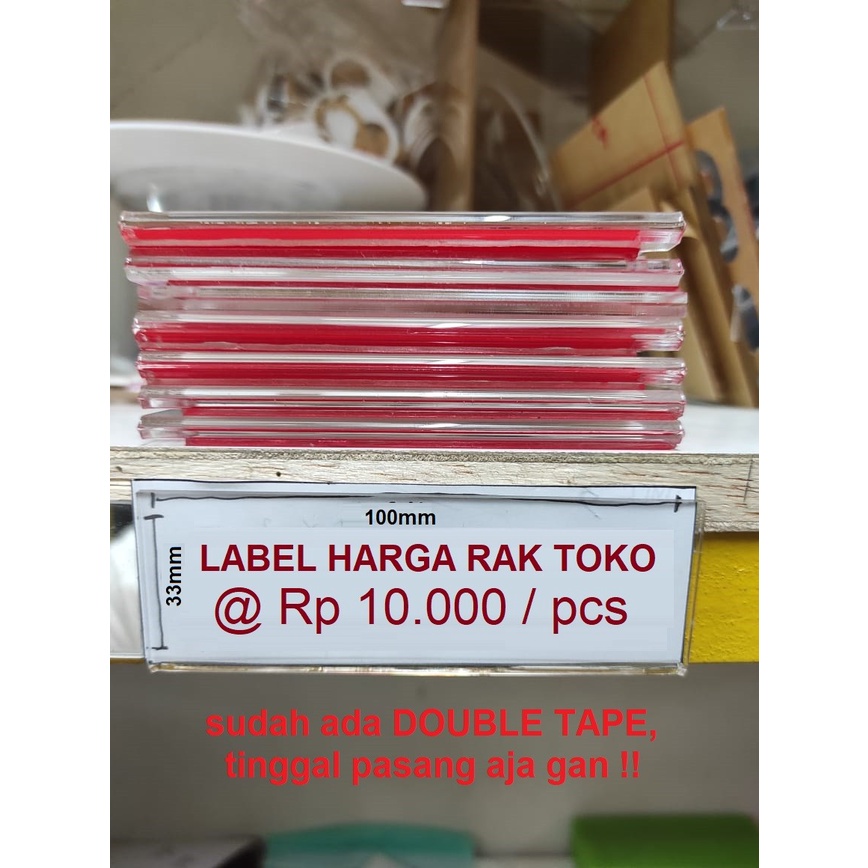 100mm
33mm
LABEL HARGA RAK TOKO
@ Rp 10.000 / pcs
sudah ada DOUBLE TAPE,
tinggal pasang aja gan !!